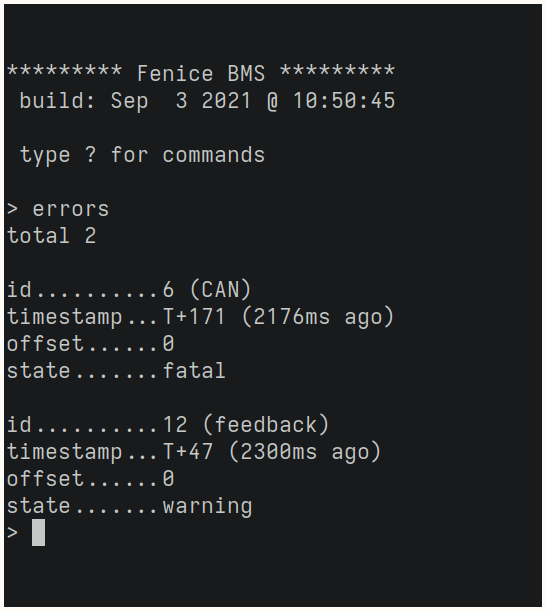 ********* Fenice BMS *********
build: Sep  3 2021 @ 10:50:45
type ? for commands
> errors
total 2
id..........6 (CAN)
timestamp...T+171 (2176ms ago)
offset......0
state.......fatal
id..........12 (feedback)
timestamp...T+47 (2300ms ago)
offset......0
state.......warning
>